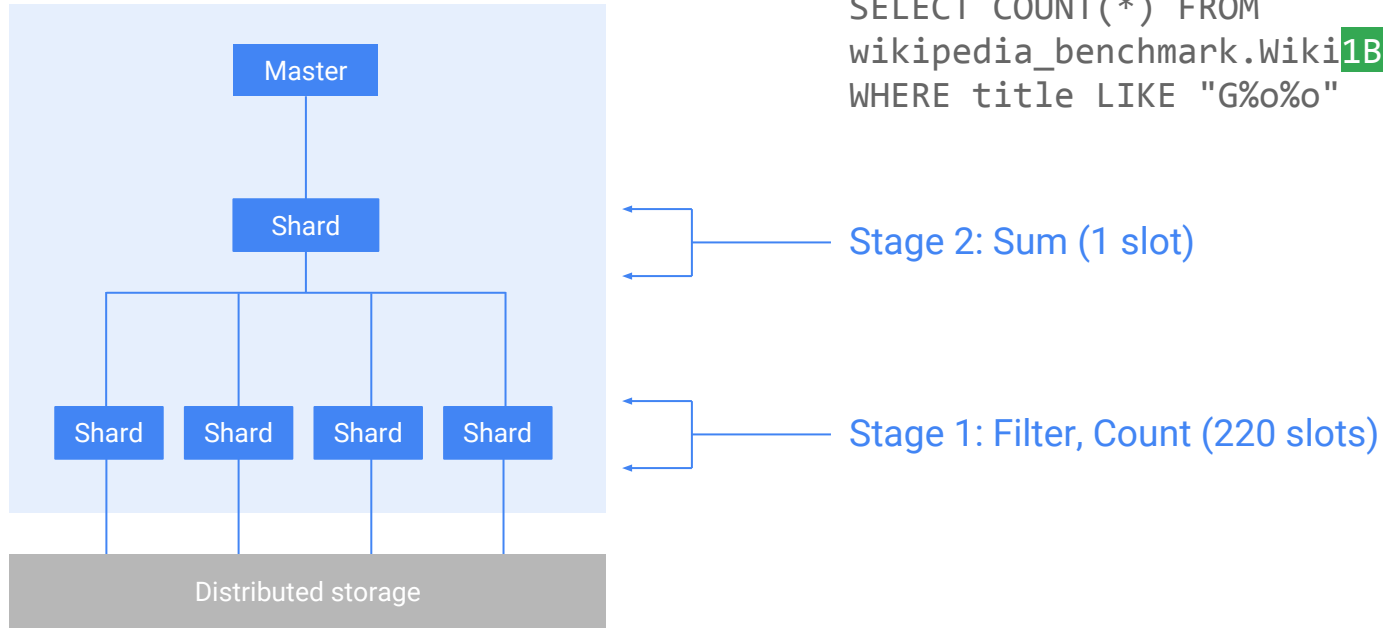 SELECT COUNT(*) FROM
wikipedia_benchmark.Wiki1B
WHERE title LIKE "G%o%o"
Master
Shard
Stage 2: Sum (1 slot)
Shard Shard Shard Shard
Stage 1: Filter, Count (220 slots)
Distributed storage